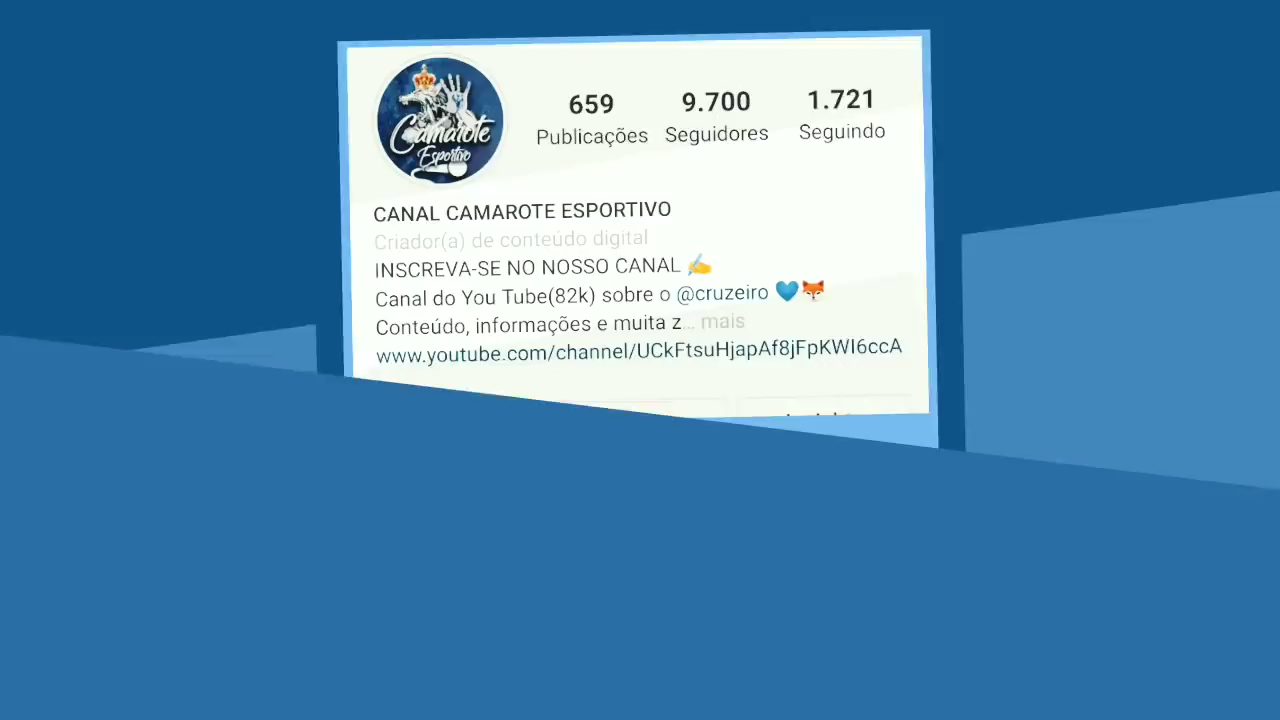 Camarote
Esportivo
659 9.700 1.721
Publicações Seguidores Seguindo
CANAL CAMAROTE ESPORTIVO
Criador(a) de conteúdo digital
INSCREVA-SE NO NOSSO CANAL ✍️
Canal do You Tube(82k) sobre o @cruzeiro 💙🦊
Conteúdo, informações e muita z... mais
www.youtube.com/channel/UCkFtsuHjapAf8jFpKWI6ccA